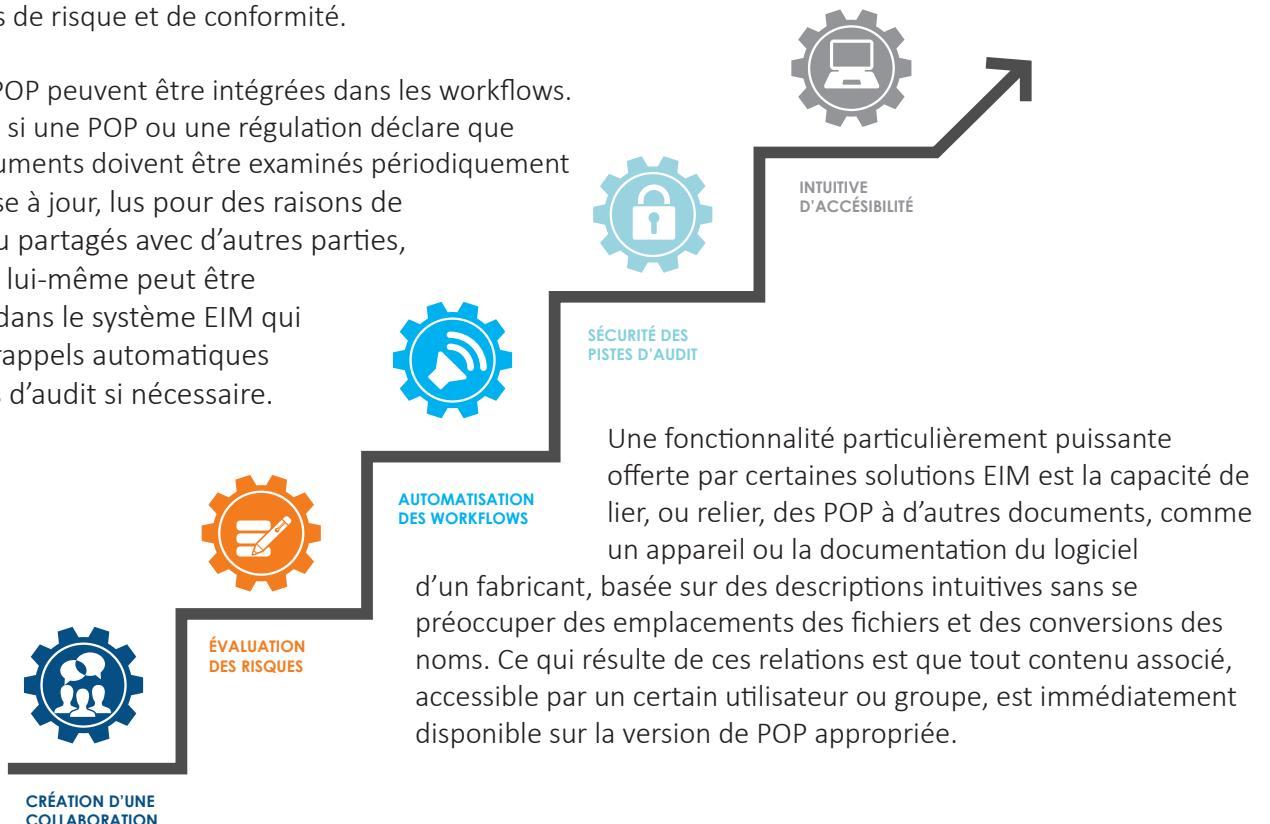 s de risque et de conformité.
POP peuvent être intégrées dans les workflows.
si une POP ou une régulation déclare que
uments doivent être examinés périodiquement
se à jour, lus pour des raisons de
u partagés avec d’autres parties,
lui-même peut être
dans le système EIM qui
rappels automatiques
s d’audit si nécessaire.
INTUITIVE
D’ACCÉSIBILITÉ
SÉCURITÉ DES
PISTES D’AUDIT
AUTOMATISATION
DES WORKFLOWS
ÉVALUATION
DES RISQUES
CRÉATION D’UNE
COLLABORATION
Une fonctionnalité particulièrement puissante
offerte par certaines solutions EIM est la capacité de
lier, ou relier, des POP à d’autres documents, comme
un appareil ou la documentation du logiciel
d’un fabricant, basée sur des descriptions intuitives sans se
préoccuper des emplacements des fichiers et des conversions des
noms. Ce qui résulte de ces relations est que tout contenu associé,
accessible par un certain utilisateur ou groupe, est immédiatement
disponible sur la version de POP appropriée.